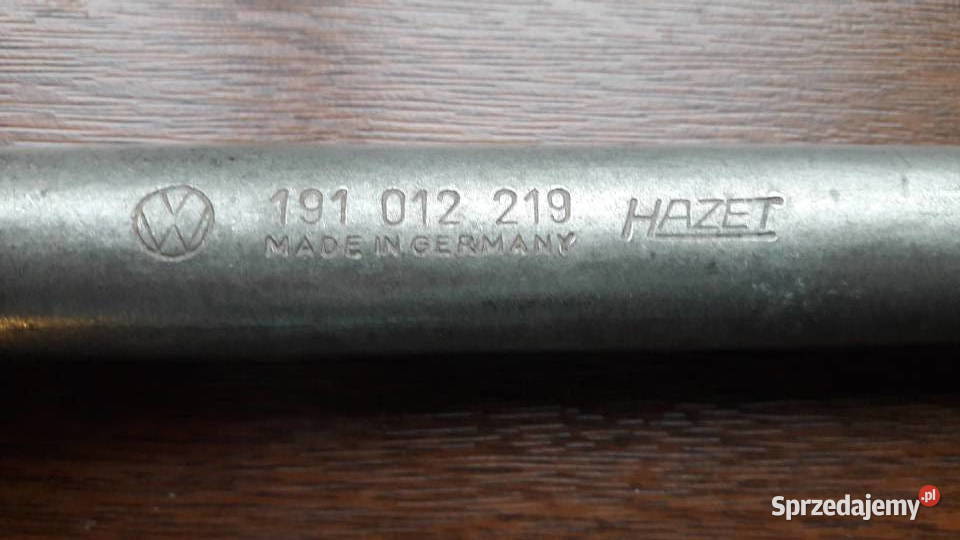 191 012 219 HAZET
MADE IN GERMANY
Sprzedajemy.pl